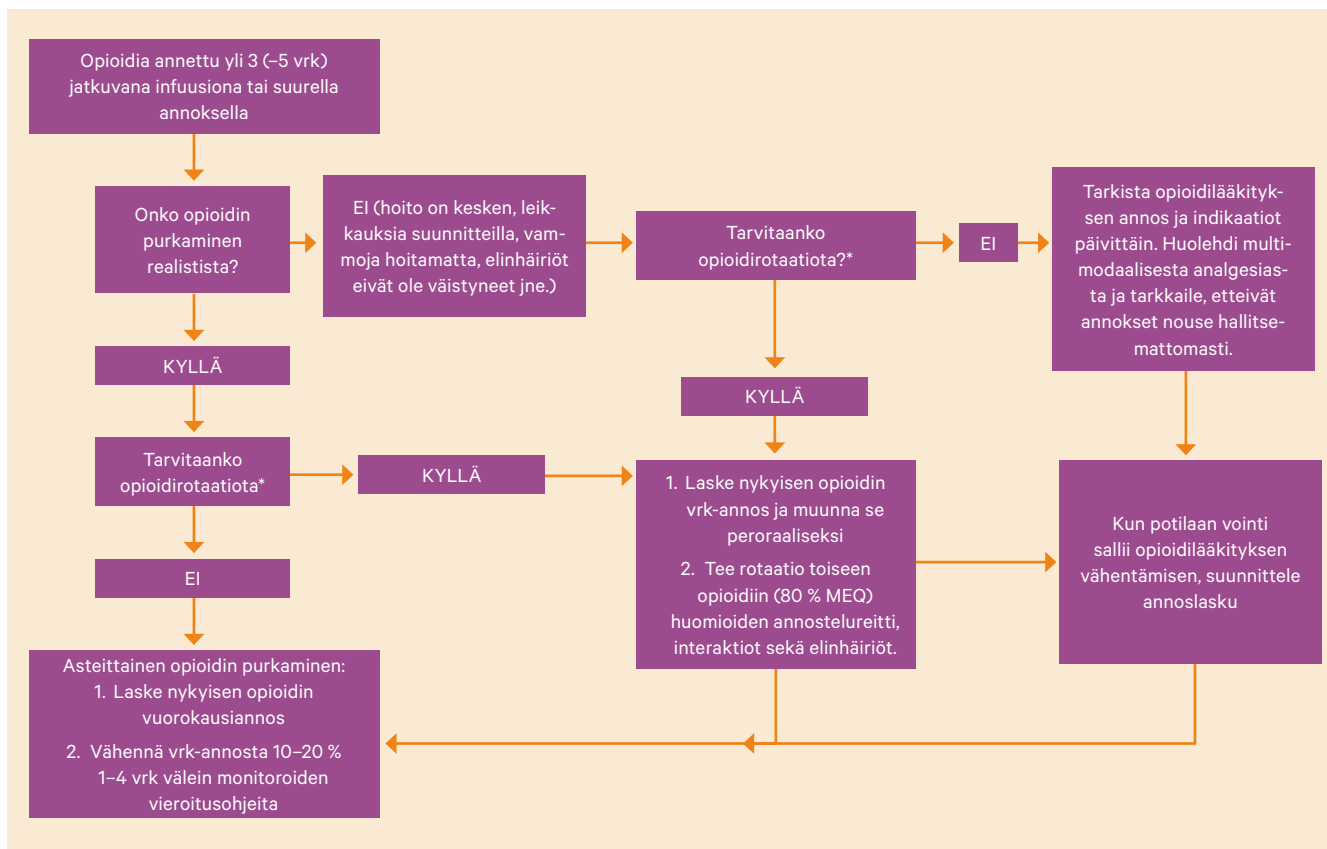 Opioidia annettu yli 3 (–5 vrk)
jatkuvana infuusiona tai suurella
annoksella
Onko opioidin
purkaminen
realistista?
EI (hoito on kesken, leik-
kauksia suunnitteilla, vam-
moja hoitamatta, elinhäiriöt
eivät ole väistyneet jne.)
Tarvitaanko
opioidirotaatiota?*
EI
Tarkista opioidilääkityk-
sen annos ja indikaatiot
päivittäin. Huolehdi multi-
modaalisesta analgesias-
ta ja tarkkaile, etteivät
annokset nouse hallitse-
mattomasti.
KYLLÄ
KYLLÄ
Tarvitaanko
opioidirotaatiota*
KYLLÄ
1. Laske nykyisen opioidin
vrk-annos ja muunna se
peroraaliseksi
2. Tee rotaatio toiseen
opioidiin (80 % MEQ)
huomioiden annostelureitti,
interaktiot sekä elinhäiriöt.
Kun potilaan vointi
sallii opioidilääkityksen
vähentämisen, suunnittele
annoslasku
EI
Asteittainen opioidin purkaminen:
1. Laske nykyisen opioidin
vuorokausiannos
2. Vähennä vrk-annosta 10–20 %
1–4 vrk välein monitoroiden
vieroitusohjeita